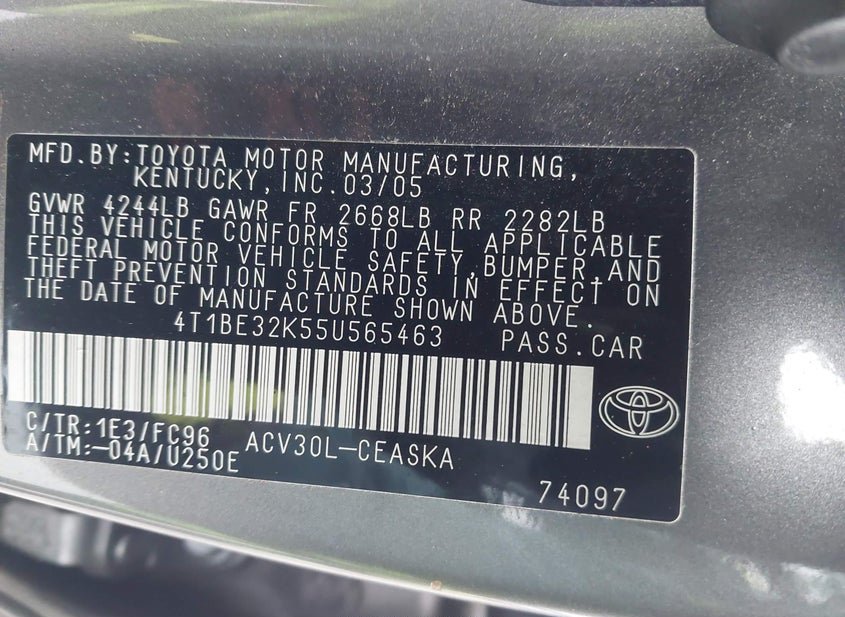 MFD.BY:TOYOTA MOTOR MANUFACTURING,
KENTUCKY,INC.03/05
GVWR 4244LB GAWR FR 2668LB RR 2282LB
THIS VEHICLE CONFORMS TO ALL APPLICABLE
FEDERAL MOTOR VEHICLE SAFETY,BUMPER,AND
THEFT PREVENTION STANDARDS IN EFFECT ON
THE DATE OF MANUFACTURE SHOWN ABOVE.
4T1BE32K55U565463 PASS.CAR
C/TR:1E3/FC96 ACV30L-CEASKA
A/TM:-04A/U250E
74097